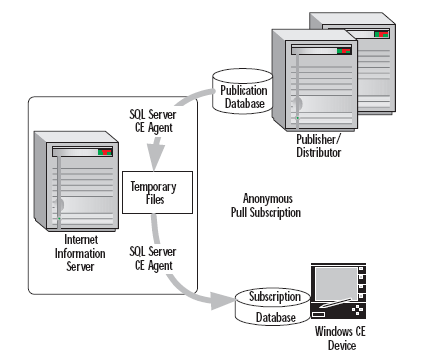 Publication
Database
Publisher/
Distributor
SQL Server
CE Agent
Temporary
Files
Internet
Information
Server
Anonymous
Pull Subscription
SQL Server
CE Agent
Subscription
Database
Windows CE
Device